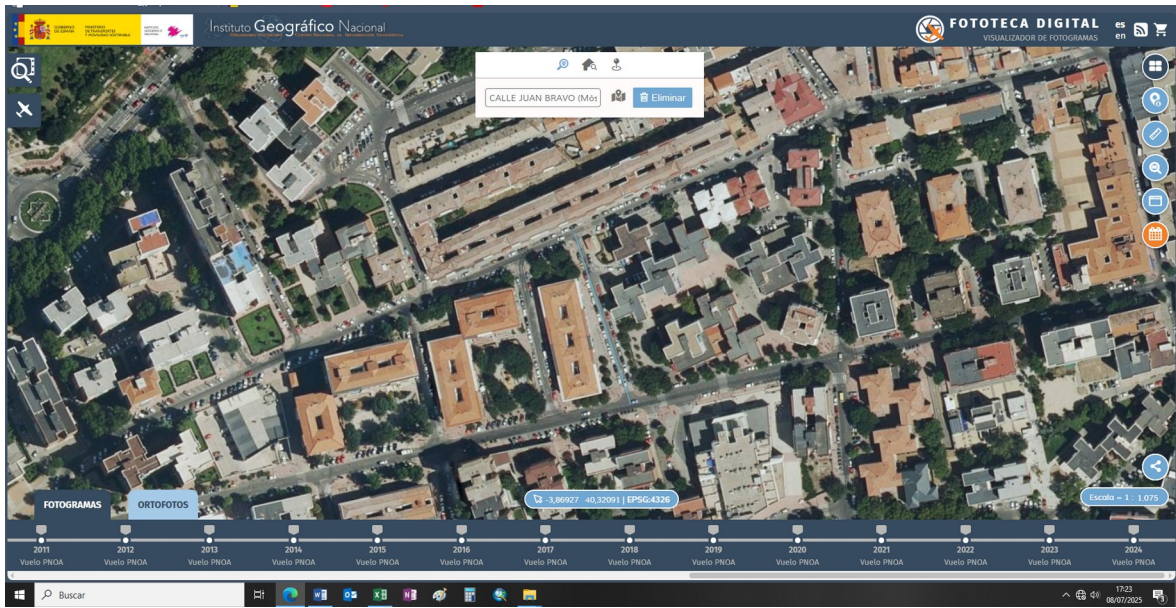 GOBIERNO
DE ESPAÑA
MINISTERIO
DE TRANSPORTES
Y MOVILIDAD SOSTENIBLE
INSTITUTO
GEOGRÁFICO
NACIONAL
Instituto Geográfico Nacional
FOTOTECA DIGITAL
VISUALIZADOR DE FOTOGRAMAS
es
en
CALLE JUAN BRAVO (Mós
Eliminar
-3,86927 40,32091 | EPSG:4326
Escala = 1 : 1.075
FOTOGRAMAS
ORTOFOTOS
2011 2012 2013 2014 2015 2016 2017 2018 2019 2020 2021 2022 2023 2024
Vuelo PNOA Vuelo PNOA Vuelo PNOA Vuelo PNOA Vuelo PNOA Vuelo PNOA Vuelo PNOA Vuelo PNOA Vuelo PNOA Vuelo PNOA Vuelo PNOA Vuelo PNOA Vuelo PNOA Vuelo PNOA
Buscar
17:23
08/07/2025